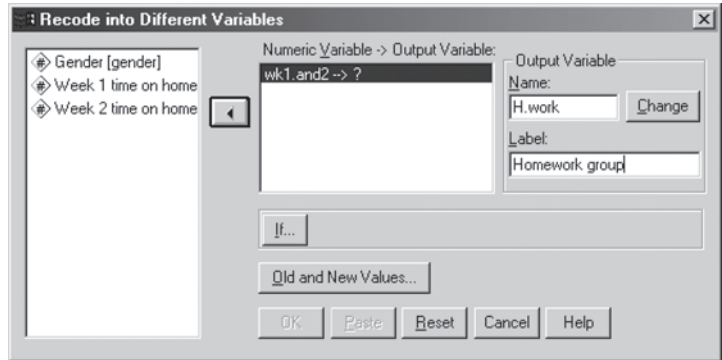 Recode into Different Variables
Gender [gender]
Week 1 time on home
Week 2 time on home
Numeric Variable -> Output Variable:
wk1.and2 --> ?
Output Variable
Name:
H.work
Change
Label:
Homework group
If...
Old and New Values...
OK
Paste
Reset
Cancel
Help